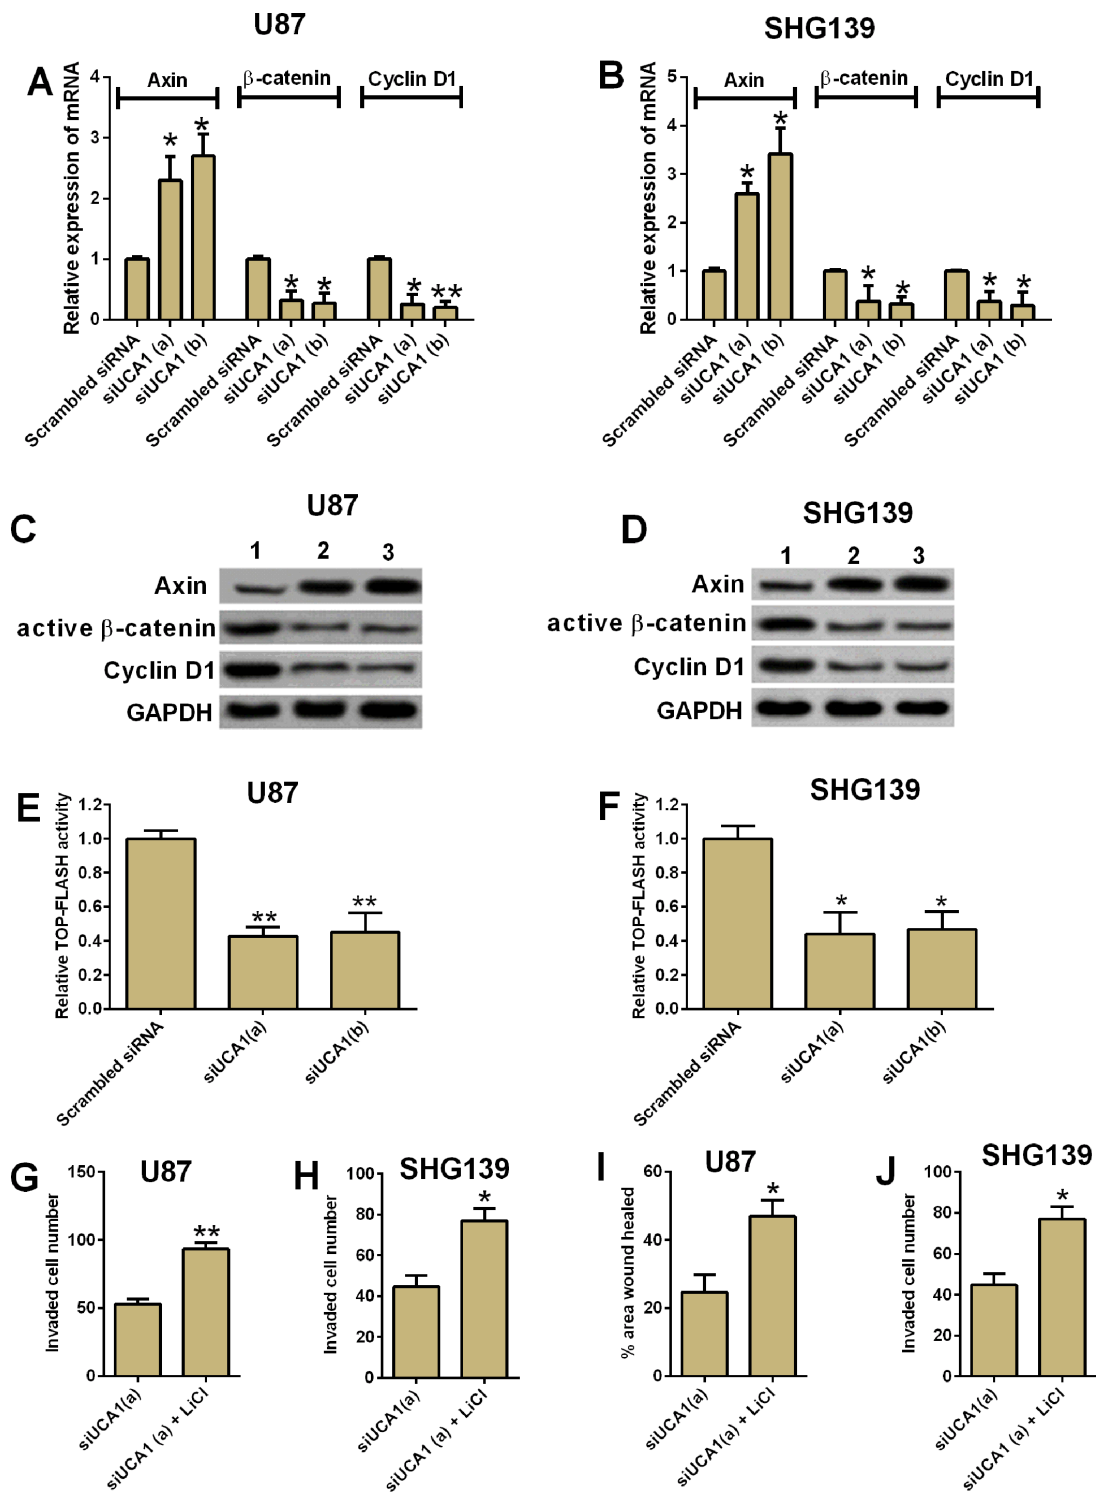 U87
SHG139
A
Relative expression of mRNA
4
3
2
1
0
Axin
β-catenin
Cyclin D1
*
*
*
*
*
**
Scrambled siRNA
siUCA1 (a)
siUCA1 (b)
Scrambled siRNA
siUCA1 (a)
siUCA1 (b)
Scrambled siRNA
siUCA1 (a)
siUCA1 (b)
B
Relative expression of mRNA
5
4
3
2
1
0
Axin
β-catenin
Cyclin D1
*
*
*
*
*
*
Scrambled siRNA
siUCA1 (a)
siUCA1 (b)
Scrambled siRNA
siUCA1 (a)
siUCA1 (b)
Scrambled siRNA
siUCA1 (a)
siUCA1 (b)
C
U87
1 2 3
Axin
active β-catenin
Cyclin D1
GAPDH
D
SHG139
1 2 3
Axin
active β-catenin
Cyclin D1
GAPDH
E
U87
Relative TOP-FLASH activity
1.2
1.0
0.8
0.6
0.4
0.2
0.0
**
**
Scrambled siRNA
siUCA1(a)
siUCA1(b)
F
SHG139
Relative TOP-FLASH activity
1.2
1.0
0.8
0.6
0.4
0.2
0.0
*
*
Scrambled siRNA
siUCA1(a)
siUCA1(b)
G
U87
Invaded cell number
150
100
50
0
**
siUCA1(a)
siUCA1 (a) + LiCl
H
SHG139
Invaded cell number
100
80
60
40
20
0
*
siUCA1(a)
siUCA1 (a) + LiCl
I
U87
% area wound healed
60
40
20
0
*
siUCA1(a)
siUCA1(a) + LiCl
J
SHG139
Invaded cell number
100
80
60
40
20
0
*
siUCA1(a)
siUCA1 (a) + LiCl